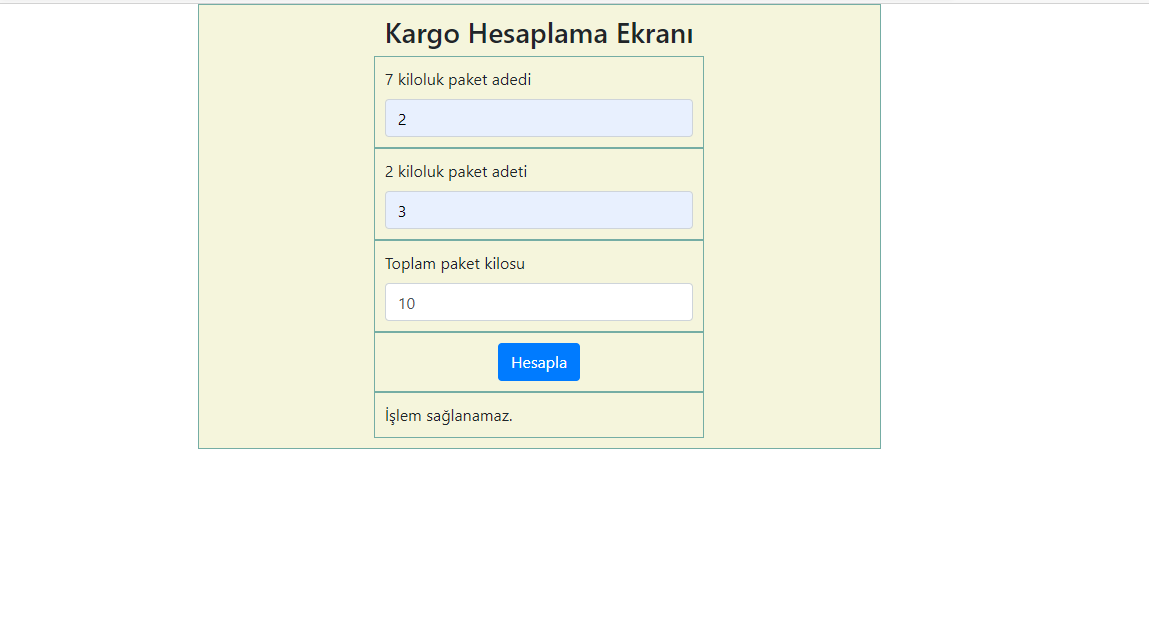 Kargo Hesaplama Ekranı
7 kiloluk paket adedi
2
2 kiloluk paket adeti
3
Toplam paket kilosu
10
Hesapla
İşlem sağlanamaz.